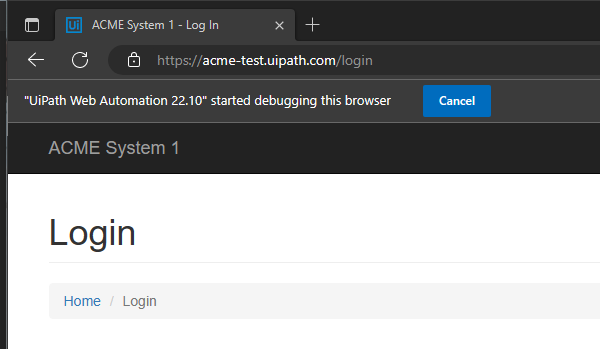 Ui ACME System 1 - Log In
https://acme-test.uipath.com/login
"UiPath Web Automation 22.10" started debugging this browser Cancel
ACME System 1
Login
Home / Login